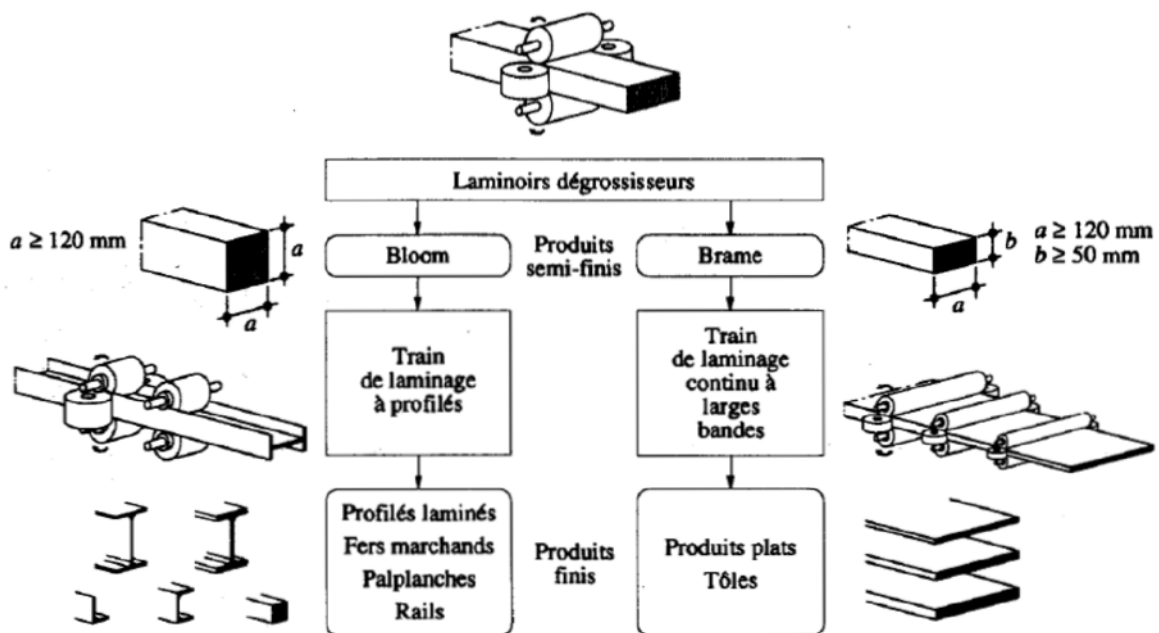 Laminoirs dégrossisseurs
a ≥ 120 mm
a
a
Bloom
Produits
semi-finis
Brame
b
a
a ≥ 120 mm
b ≥ 50 mm
Train
de laminage
à profilés
Train
de laminage
continu à
larges
bandes
Profilés laminés
Fers marchands
Palplanches
Rails
Produits
finis
Produits plats
Tôles